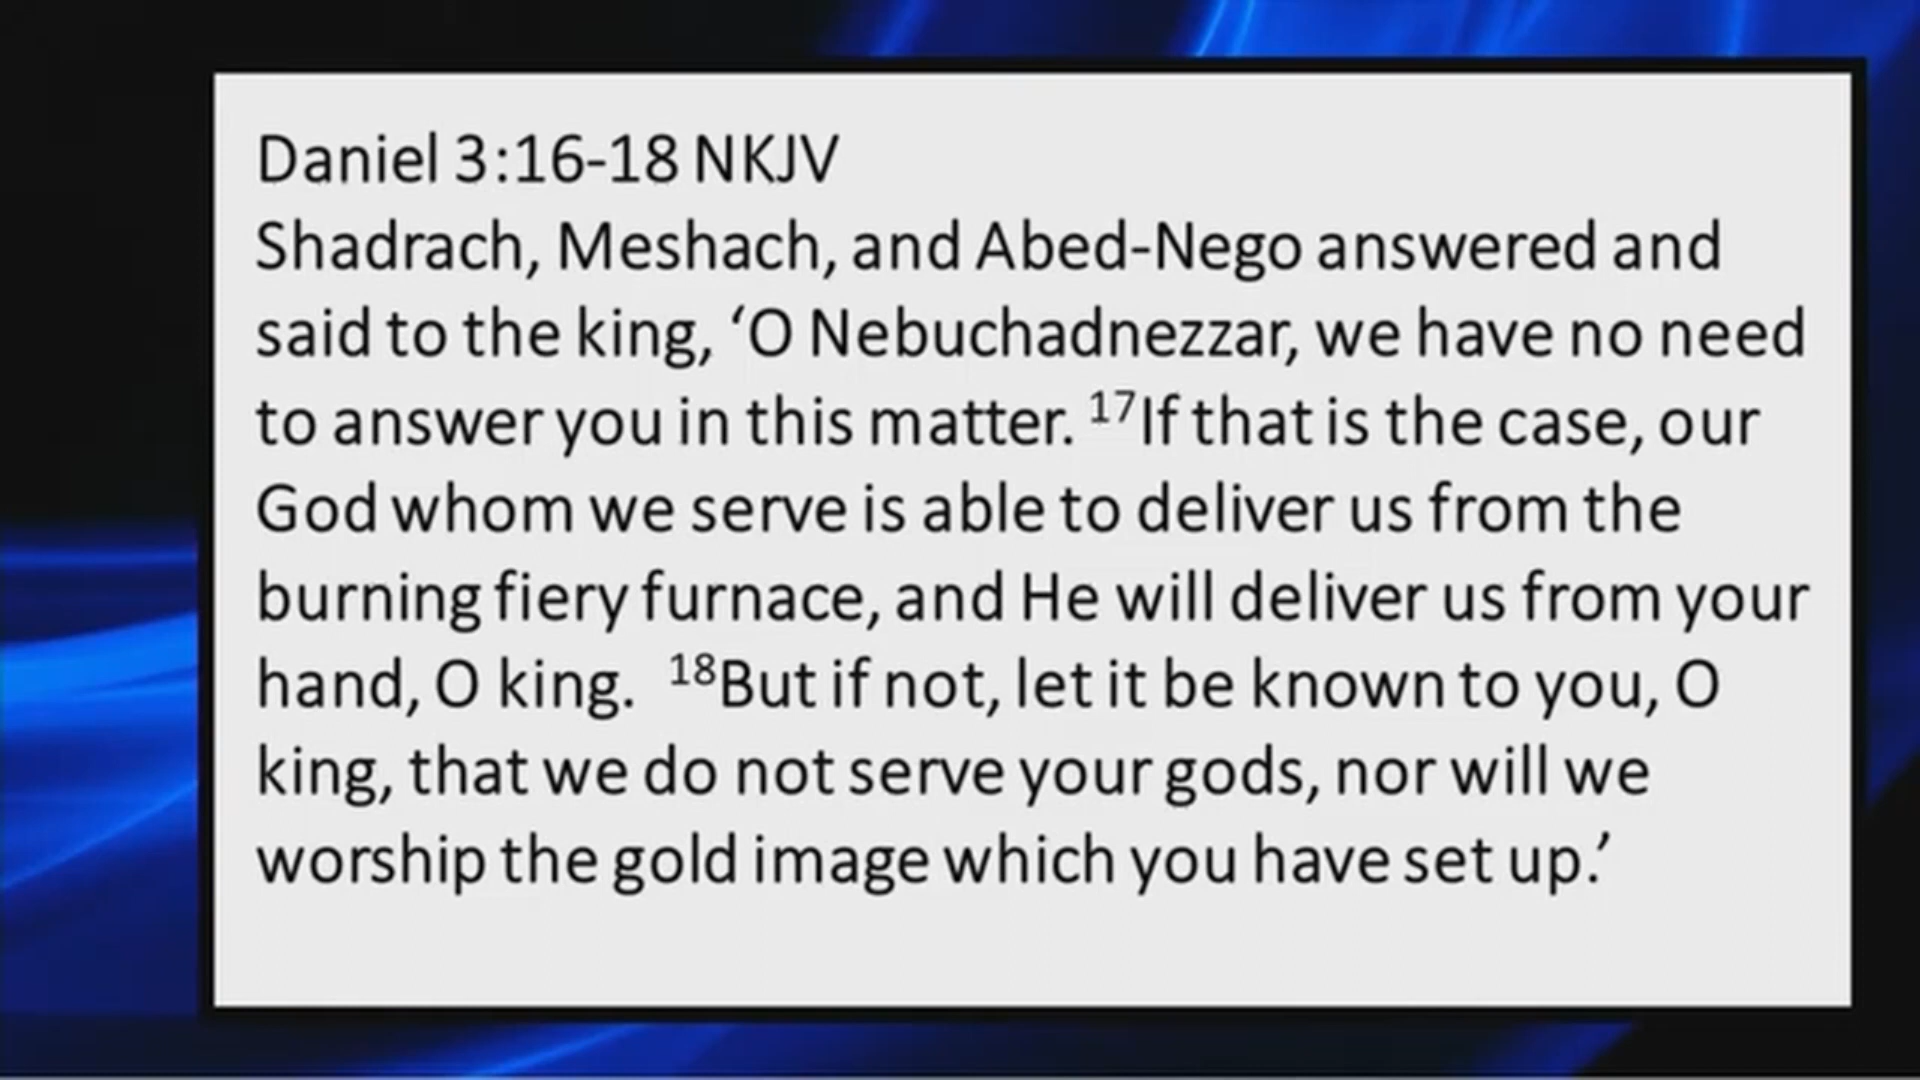 Daniel 3:16-18 NKJV
Shadrach, Meshach, and Abed-Nego answered and
said to the king, ‘O Nebuchadnezzar, we have no need
to answer you in this matter. 17If that is the case, our
God whom we serve is able to deliver us from the
burning fiery furnace, and He will deliver us from your
hand, O king.  18But if not, let it be known to you, O
king, that we do not serve your gods, nor will we
worship the gold image which you have set up.’